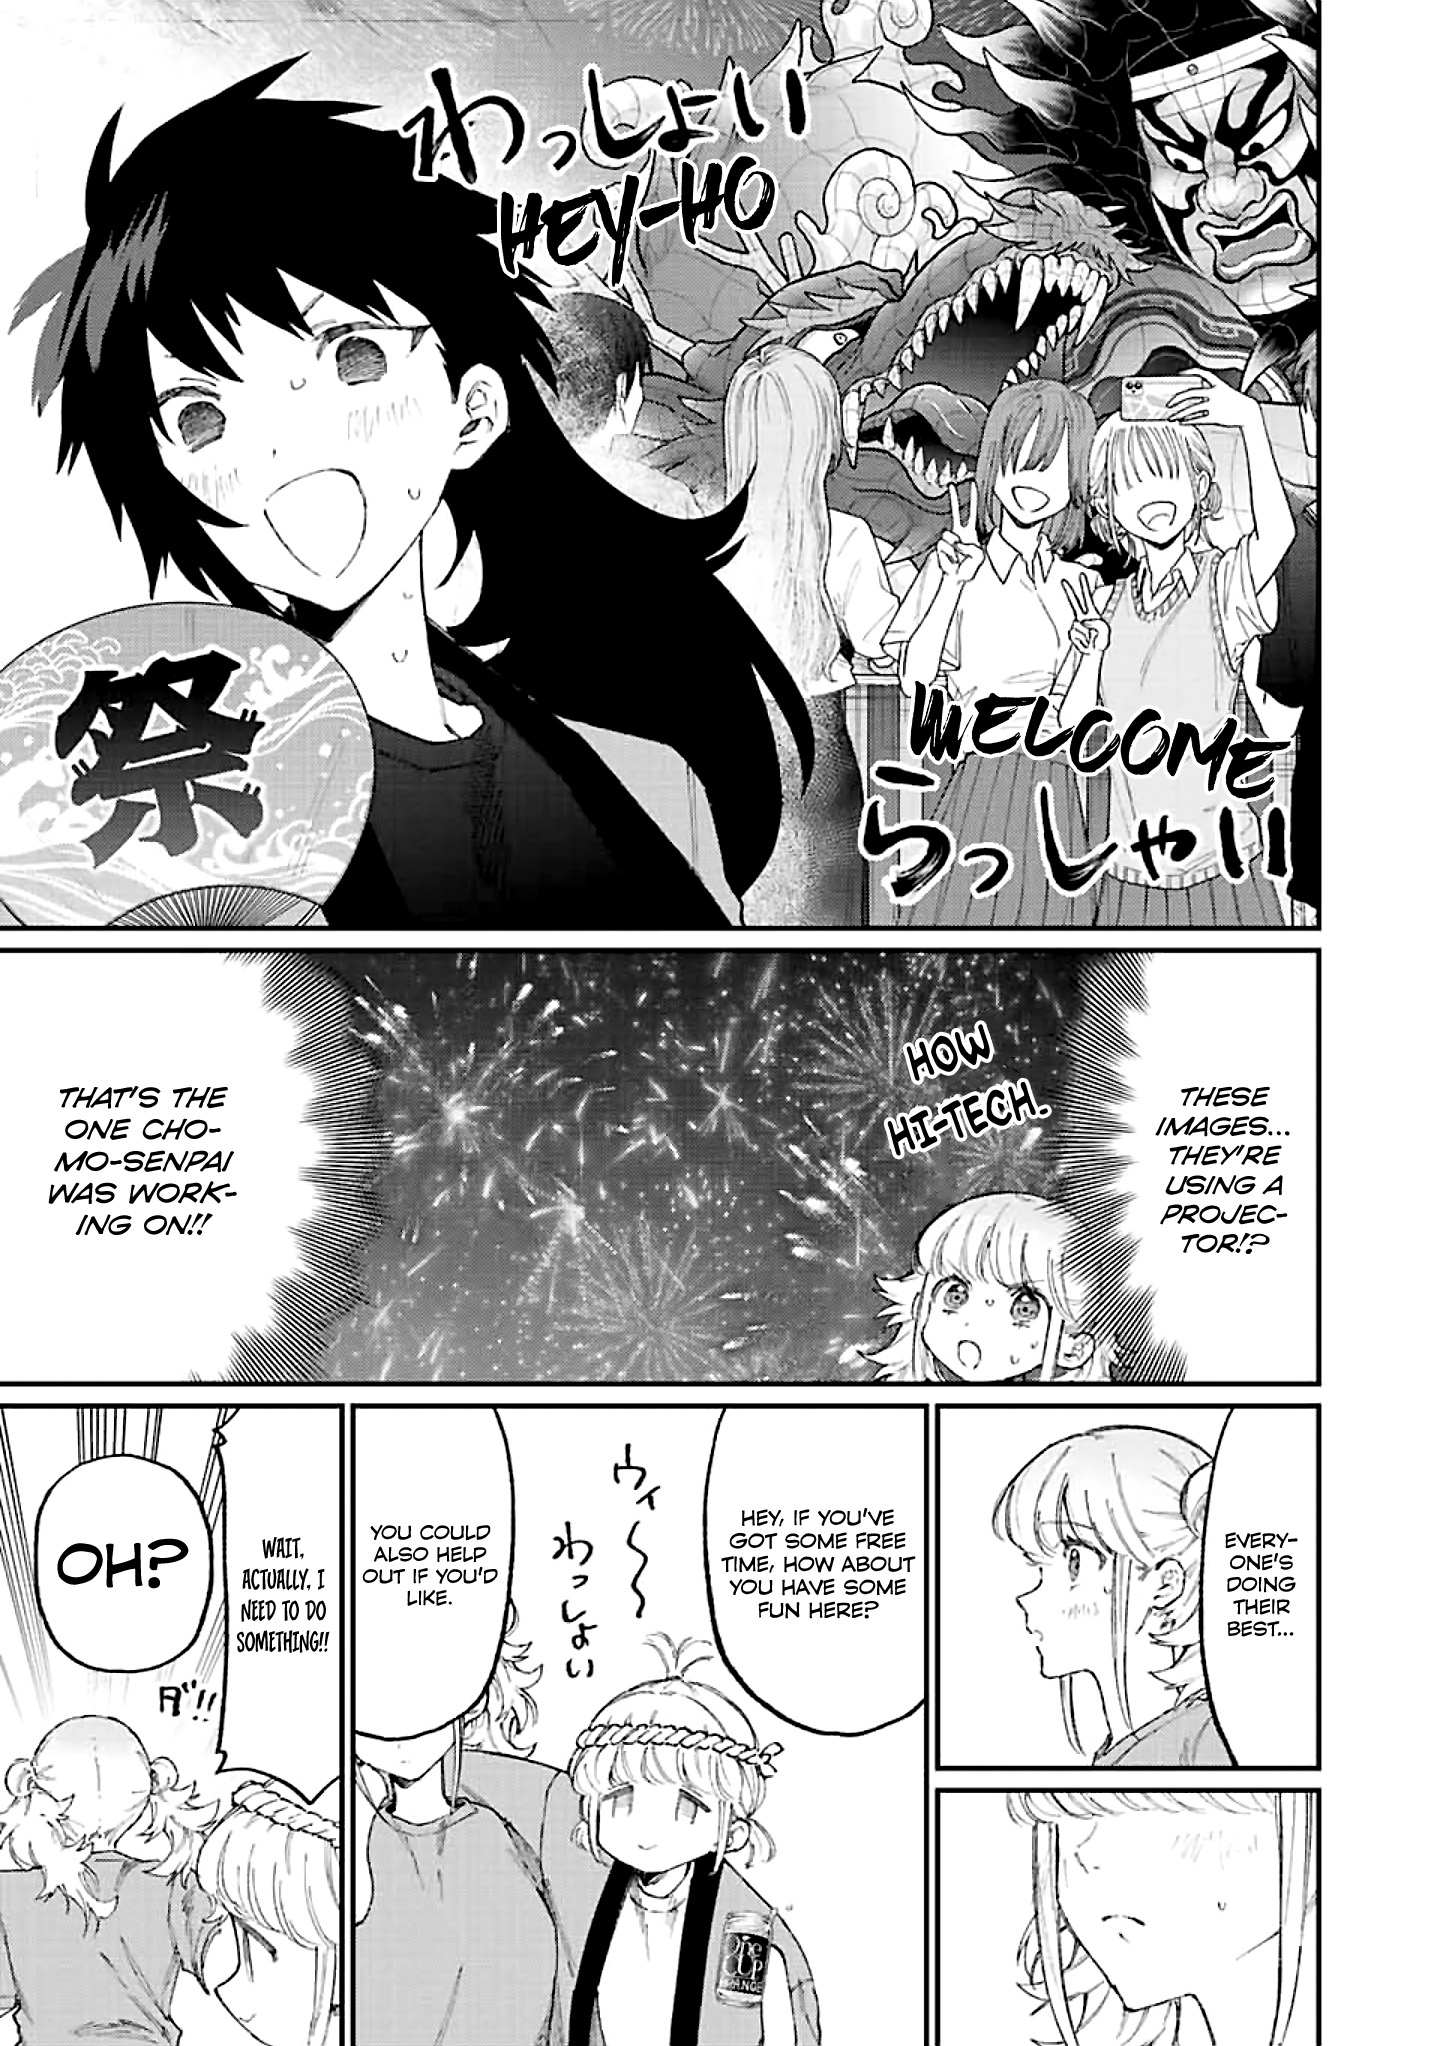 わっしょい
HEY-HO
祭
WELCOME
らっしゃい
THESE
IMAGES...
THEY'RE
USING A
PROJEC-
TOR!?
HOW
HI-TECH.
THAT'S THE
ONE CHO-
MO-SENPAI
WAS WORK-
ING ON!!
EVERY-
ONE'S
DOING
THEIR
BEST...
HEY, IF YOU'VE
GOT SOME FREE
TIME, HOW ABOUT
YOU HAVE SOME
FUN HERE?
ウィ〜〜
わっしょい
YOU COULD
ALSO HELP
OUT IF YOU'D
LIKE.
One
CUP
WAIT,
ACTUALLY, I
NEED TO DO
SOMETHING!!
OH?
ダ!!